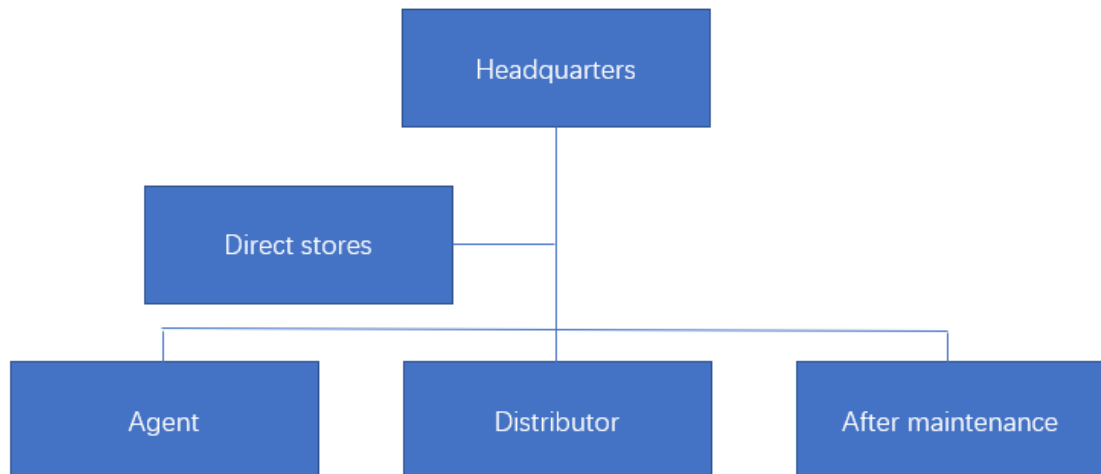 Headquarters
Direct stores
Agent
Distributor
After maintenance